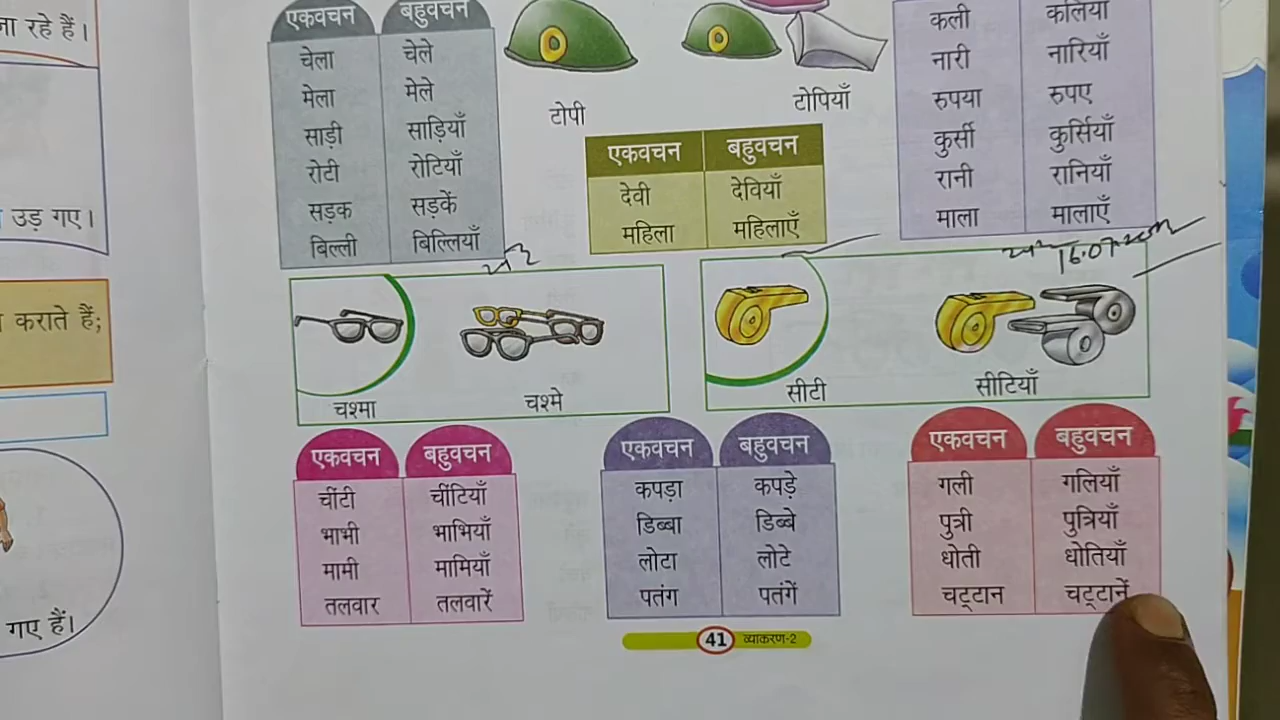 जा रहे हैं।
उड़ गए।
कराते हैं;
गए हैं।
एकवचन बहुवचन
चेला चेले
मेला मेले
साड़ी साड़ियाँ
रोटी रोटियाँ
सड़क सड़कें
बिल्ली बिल्लियाँ
टोपी
टोपियाँ
एकवचन बहुवचन
देवी देवियाँ
महिला महिलाएँ
कली कलियाँ
नारी नारियाँ
रुपया रुपए
कुर्सी कुर्सियाँ
रानी रानियाँ
माला मालाएँ
चश्मा
चश्मे
सीटी
सीटियाँ
एकवचन बहुवचन
चींटी चींटियाँ
भाभी भाभियाँ
मामी मामियाँ
तलवार तलवारें
एकवचन बहुवचन
कपड़ा कपड़े
डिब्बा डिब्बे
लोटा लोटे
पतंग पतंगें
एकवचन बहुवचन
गली गलियाँ
पुत्री पुत्रियाँ
धोती धोतियाँ
चट्टान चट्टानें
41 व्याकरण-2